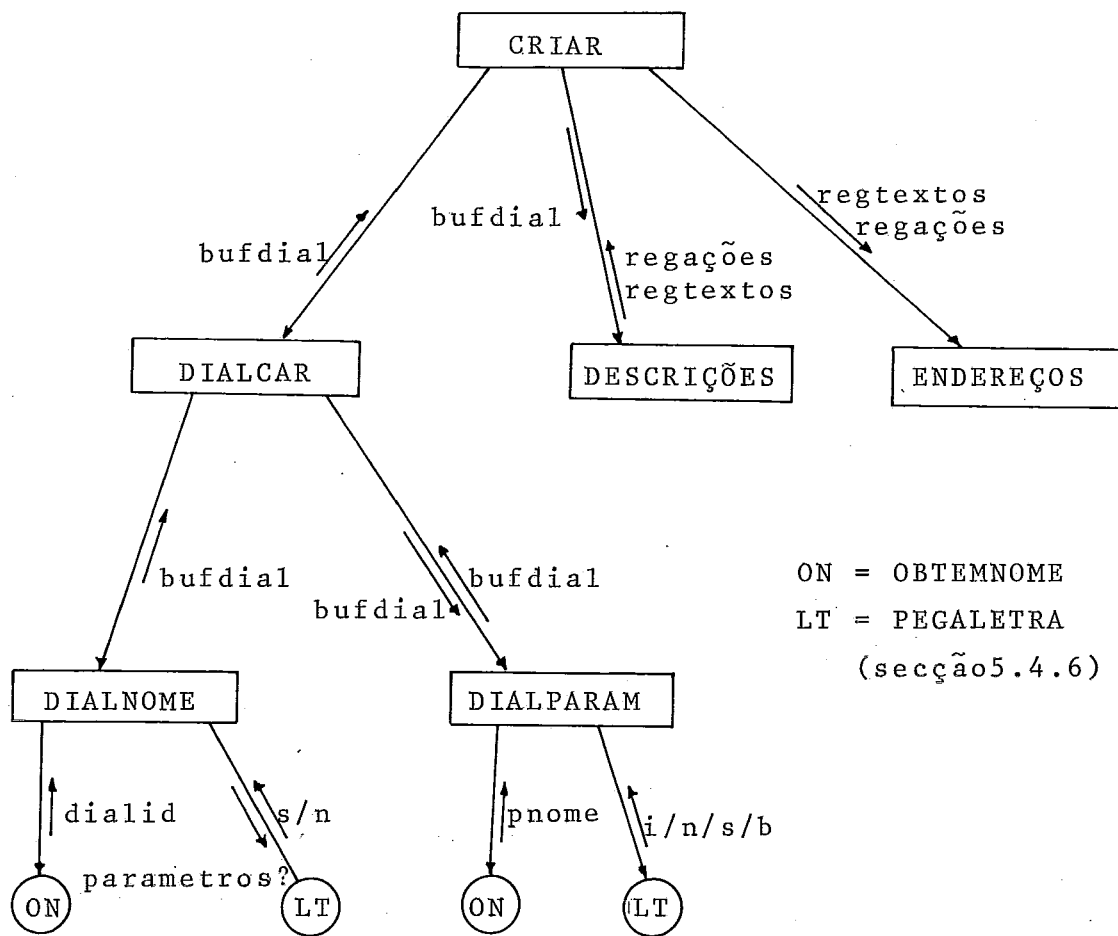 CRIAR
bufdial
bufdial
regações
regtextos
regtextos
regações
DIALCAR
DESCRIÇÕES
ENDEREÇOS
bufdial
bufdial
bufdial
ON = OBTEMNOME
LT = PEGALETRA
(secção5.4.6)
DIALNOME
DIALPARAM
dialid
s/n
parametros?
pnome
i/n/s/b
ON
LT
ON
LT